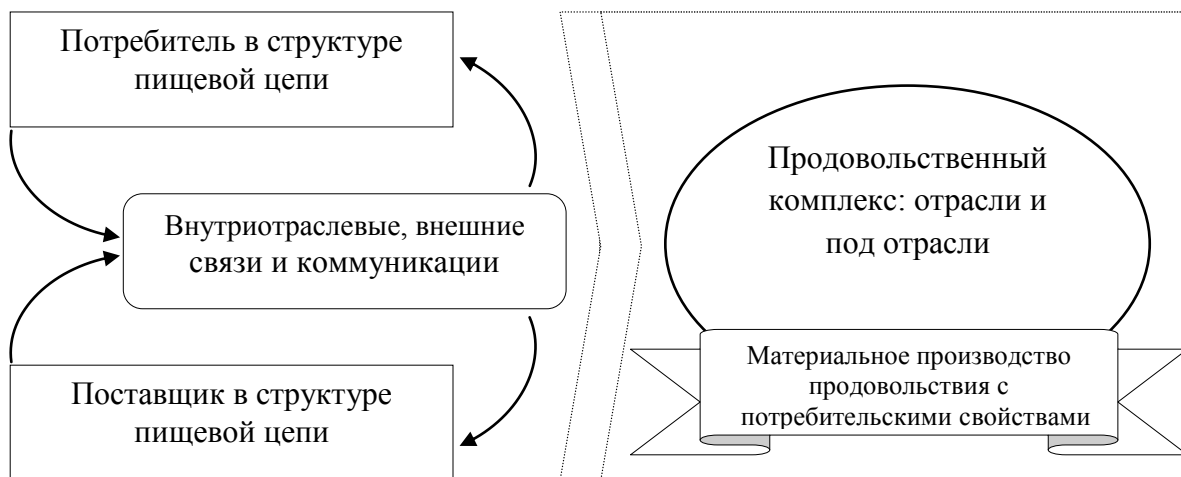 Потребитель в структуре
пищевой цепи
Внутриотраслевые, внешние
связи и коммуникации
Поставщик в структуре
пищевой цепи
Продовольственный
комплекс: отрасли и
под отрасли
Материальное производство
продовольствия с
потребительскими свойствами